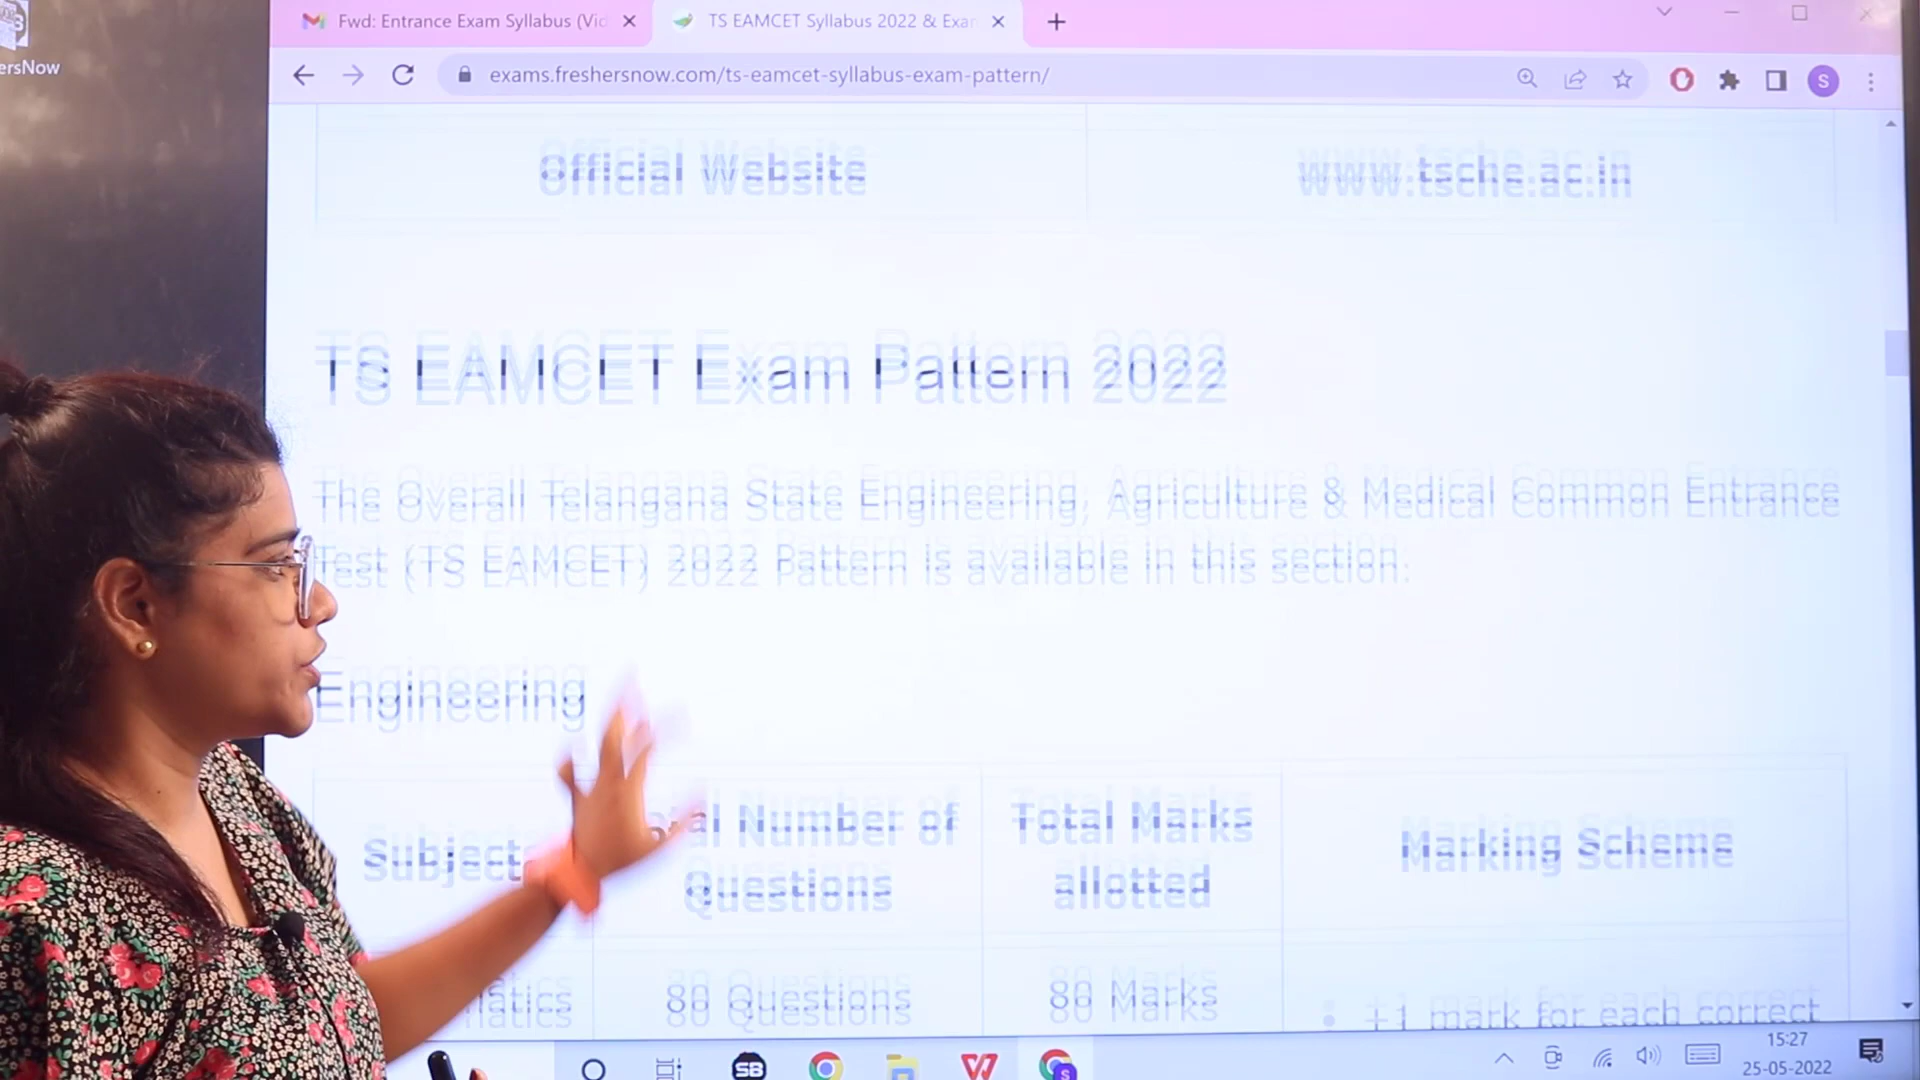 ersNow
Fwd: Entrance Exam Syllabus (Vid
TS EAMCET Syllabus 2022 & Exar
exams.freshersnow.com/ts-eamcet-syllabus-exam-pattern/
S
Official Website
www.tsche.ac.in
TS EAMCET Exam Pattern 2022
The Overall Telangana State Engineering, Agriculture & Medical Common Entrance
Test (TS EAMCET) 2022 Pattern is available in this section.
Engineering
Subject
otal Number of
Questions
Total Marks
allotted
Marking Scheme
matics
80 Questions
80 Marks
+1 mark for each correct
SB
S
15:27
25-05-2022